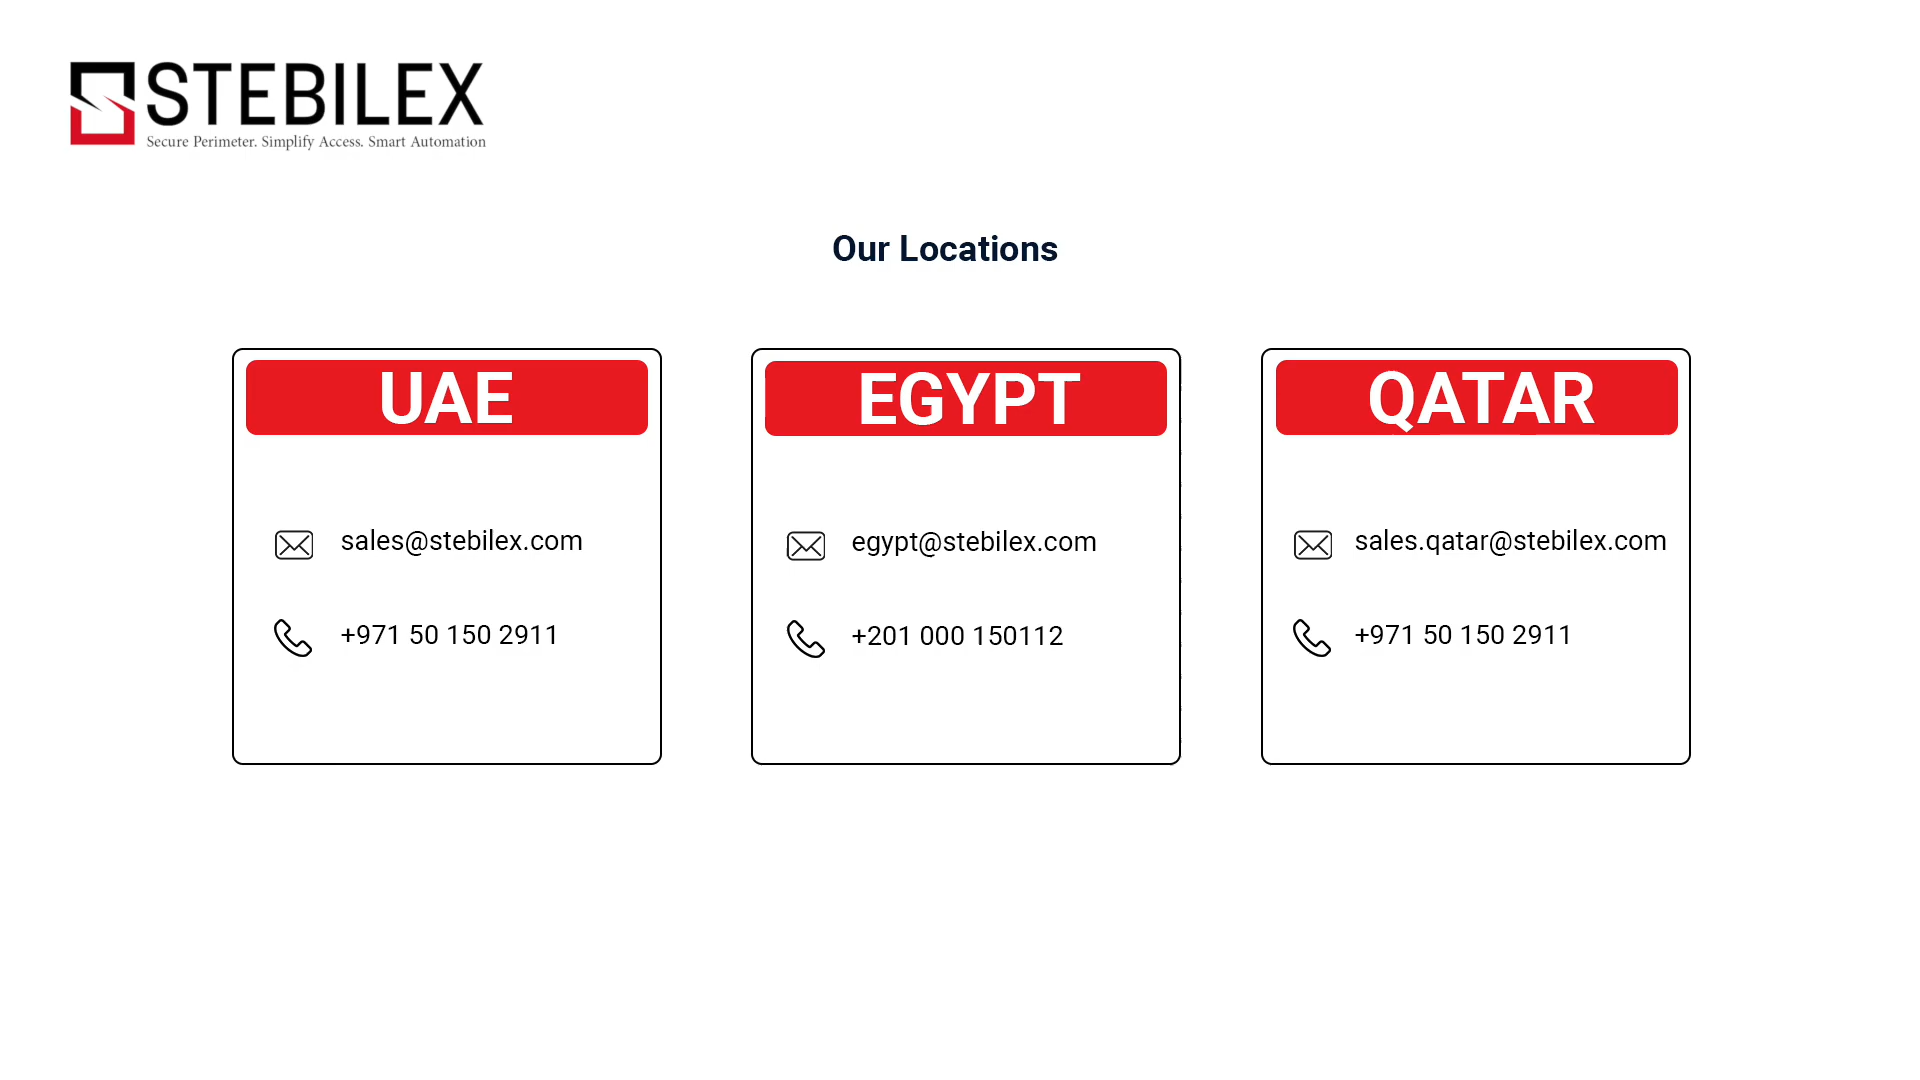 STEBILEX
Secure Perimeter. Simplify Access. Smart Automation
Our Locations
UAE
sales@stebilex.com
+971 50 150 2911
EGYPT
egypt@stebilex.com
+201 000 150112
QATAR
sales.qatar@stebilex.com
+971 50 150 2911